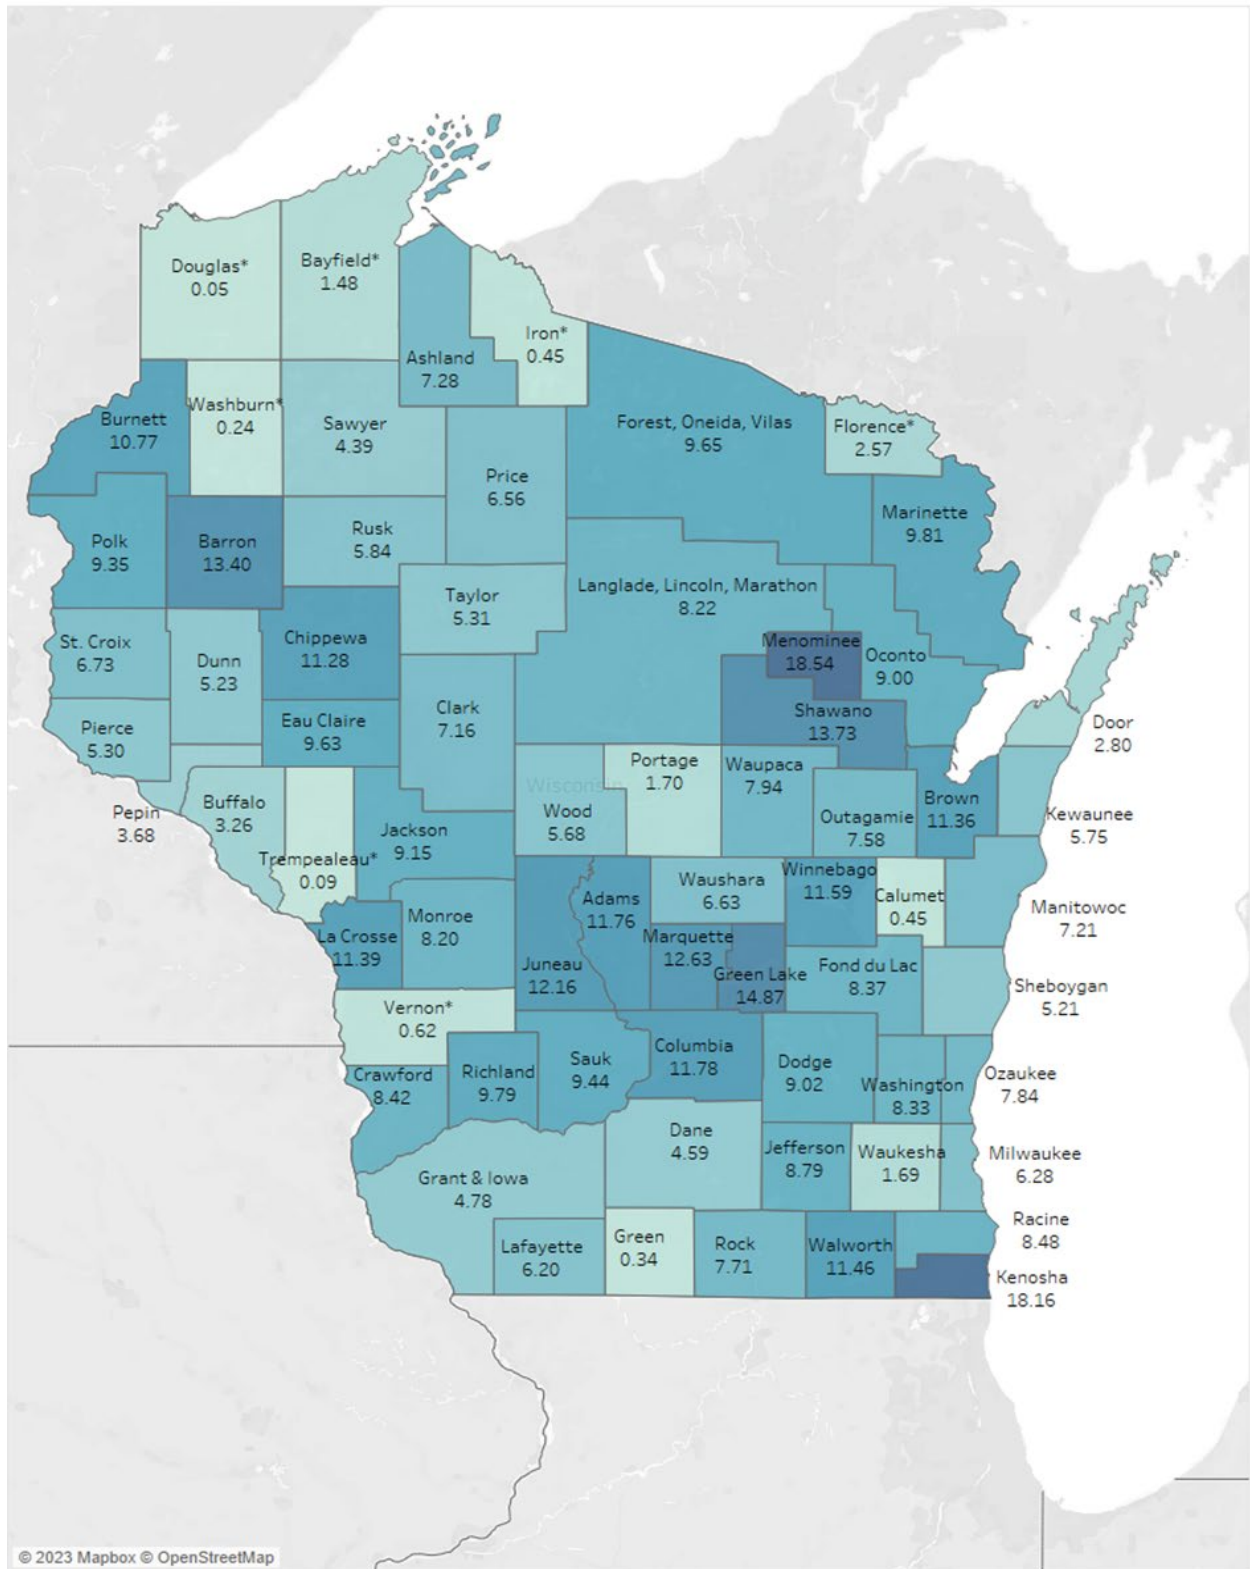 Douglas*
0.05
Bayfield*
1.48
Iron*
0.45
Ashland
7.28
Burnett
10.77
Washburn*
0.24
Sawyer
4.39
Forest, Oneida, Vilas
9.65
Florence*
2.57
Price
6.56
Marinette
9.81
Polk
9.35
Barron
13.40
Rusk
5.84
Taylor
5.31
Langlade, Lincoln, Marathon
8.22
St. Croix
6.73
Dunn
5.23
Chippewa
11.28
Menominee
18.54
Oconto
9.00
Pierce
5.30
Eau Claire
9.63
Clark
7.16
Shawano
13.73
Door
2.80
Pepin
3.68
Buffalo
3.26
Wisconsin
Wood
5.68
Portage
1.70
Waupaca
7.94
Outagamie
7.58
Brown
11.36
Kewaunee
5.75
Trempealeau*
0.09
Jackson
9.15
Adams
11.76
Waushara
6.63
Winnebago
11.59
Calumet
0.45
Manitowoc
7.21
La Crosse
11.39
Monroe
8.20
Juneau
12.16
Marquette
12.63
Green Lake
14.87
Fond du Lac
8.37
Sheboygan
5.21
Vernon*
0.62
Crawford
8.42
Richland
9.79
Sauk
9.44
Columbia
11.78
Dodge
9.02
Washington
8.33
Ozaukee
7.84
Grant & Iowa
4.78
Dane
4.59
Jefferson
8.79
Waukesha
1.69
Milwaukee
6.28
Lafayette
6.20
Green
0.34
Rock
7.71
Walworth
11.46
Racine
8.48
Kenosha
18.16
© 2023 Mapbox © OpenStreetMap